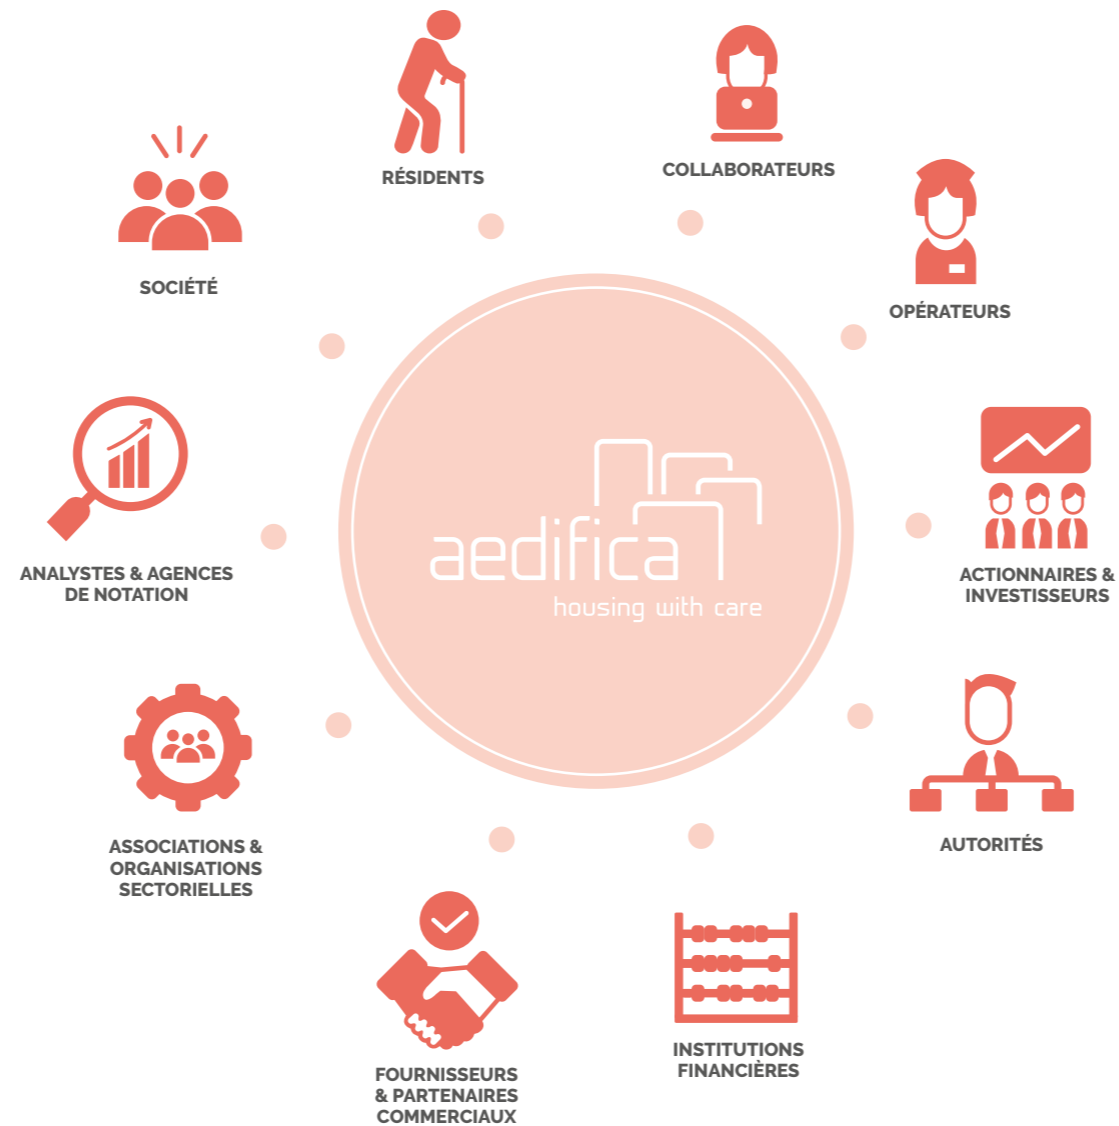 RÉSIDENTS
COLLABORATEURS
OPÉRATEURS
ACTIONNAIRES &
INVESTISSEURS
AUTORITÉS
INSTITUTIONS
FINANCIÈRES
FOURNISSEURS
& PARTENAIRES
COMMERCIAUX
ASSOCIATIONS &
ORGANISATIONS
SECTORIELLES
ANALYSTES & AGENCES
DE NOTATION
SOCIÉTÉ
aedifica
housing with care